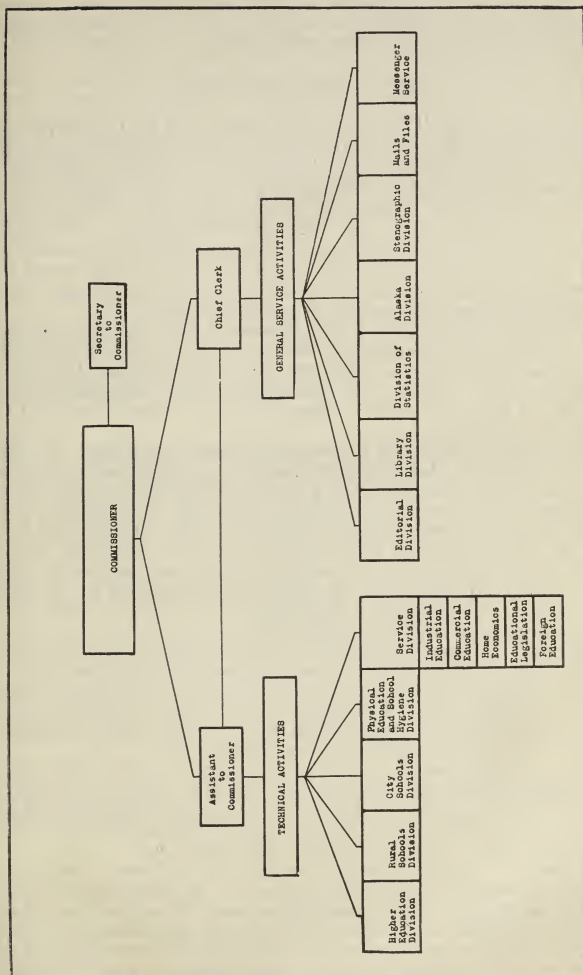 COMMISSIONER
Secretary
to
Commissioner
Assistant
to
Commissioner
Chief Clerk
TECHNICAL ACTIVITIES
GENERAL SERVICE ACTIVITIES
Higher
Education
Division
Rural
Schools
Division
City
Schools
Division
Physical
Education
and School
Hygiene
Division
Service
Division
Industrial
Education
Commercial
Education
Home
Economics
Educational
Legislation
Foreign
Education
Editorial
Division
Library
Division
Division of
Statistics
Alaska
Division
Stenographic
Division
Mails
and Files
Messenger
Service